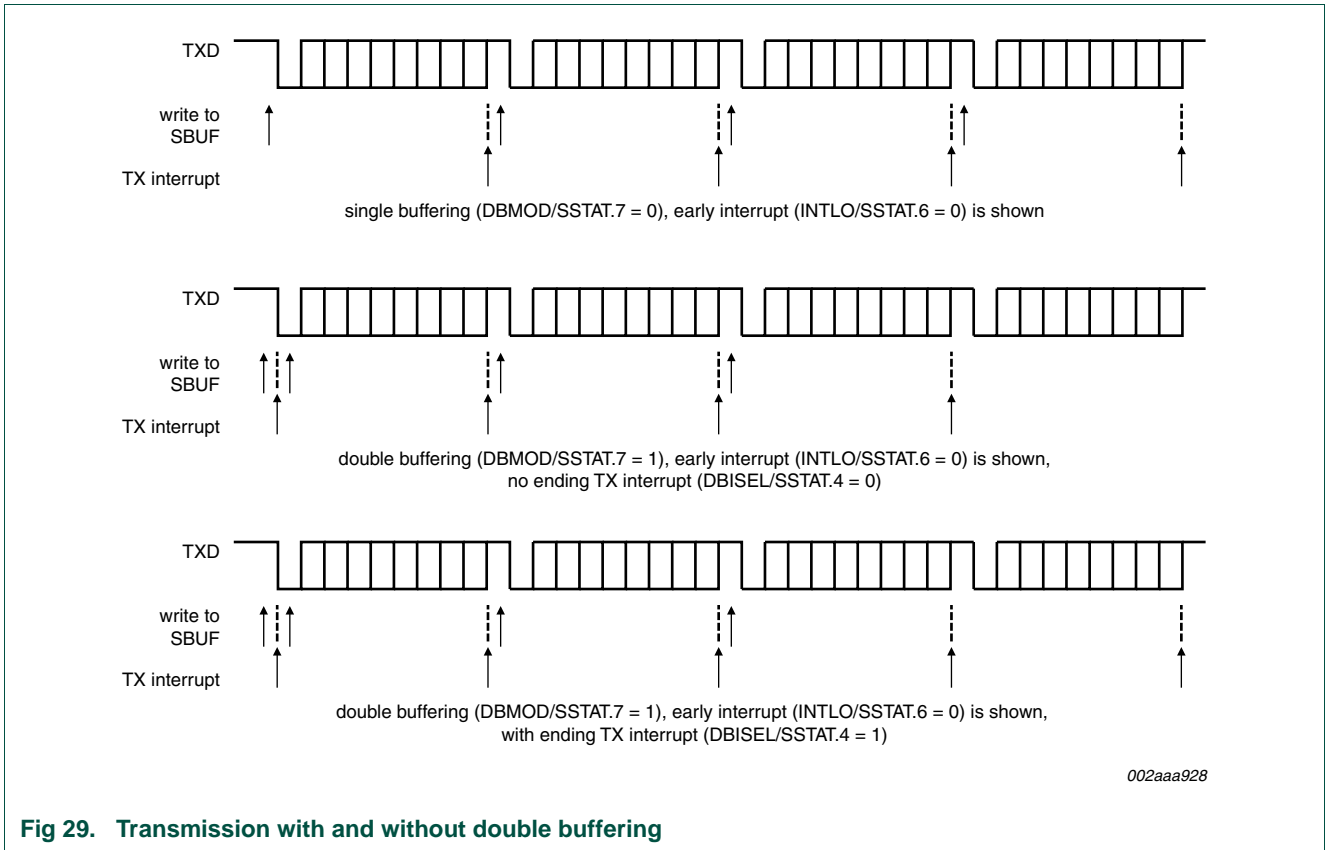 TXD
write to
SBUF
TX interrupt
single buffering (DBMOD/SSTAT.7 = 0), early interrupt (INTLO/SSTAT.6 = 0) is shown
TXD
write to
SBUF
TX interrupt
double buffering (DBMOD/SSTAT.7 = 1), early interrupt (INTLO/SSTAT.6 = 0) is shown,
no ending TX interrupt (DBISEL/SSTAT.4 = 0)
TXD
write to
SBUF
TX interrupt
double buffering (DBMOD/SSTAT.7 = 1), early interrupt (INTLO/SSTAT.6 = 0) is shown,
with ending TX interrupt (DBISEL/SSTAT.4 = 1)
002aaa928
Fig 29. Transmission with and without double buffering